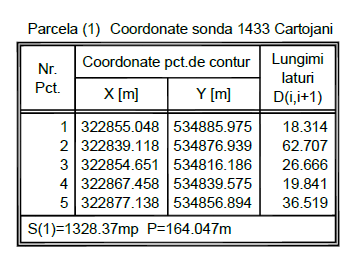 Parcela (1) Coordonate sonda 1433 Cartojani
Nr. Pct. Coordonate pct.de contur Lungimi laturi D(i,i+1)
X [m] Y [m]
1 322855.048 534885.975 18.314
2 322839.118 534876.939 62.707
3 322854.651 534816.186 26.666
4 322867.458 534839.575 19.841
5 322877.138 534856.894 36.519
S(1)=1328.37mp P=164.047m